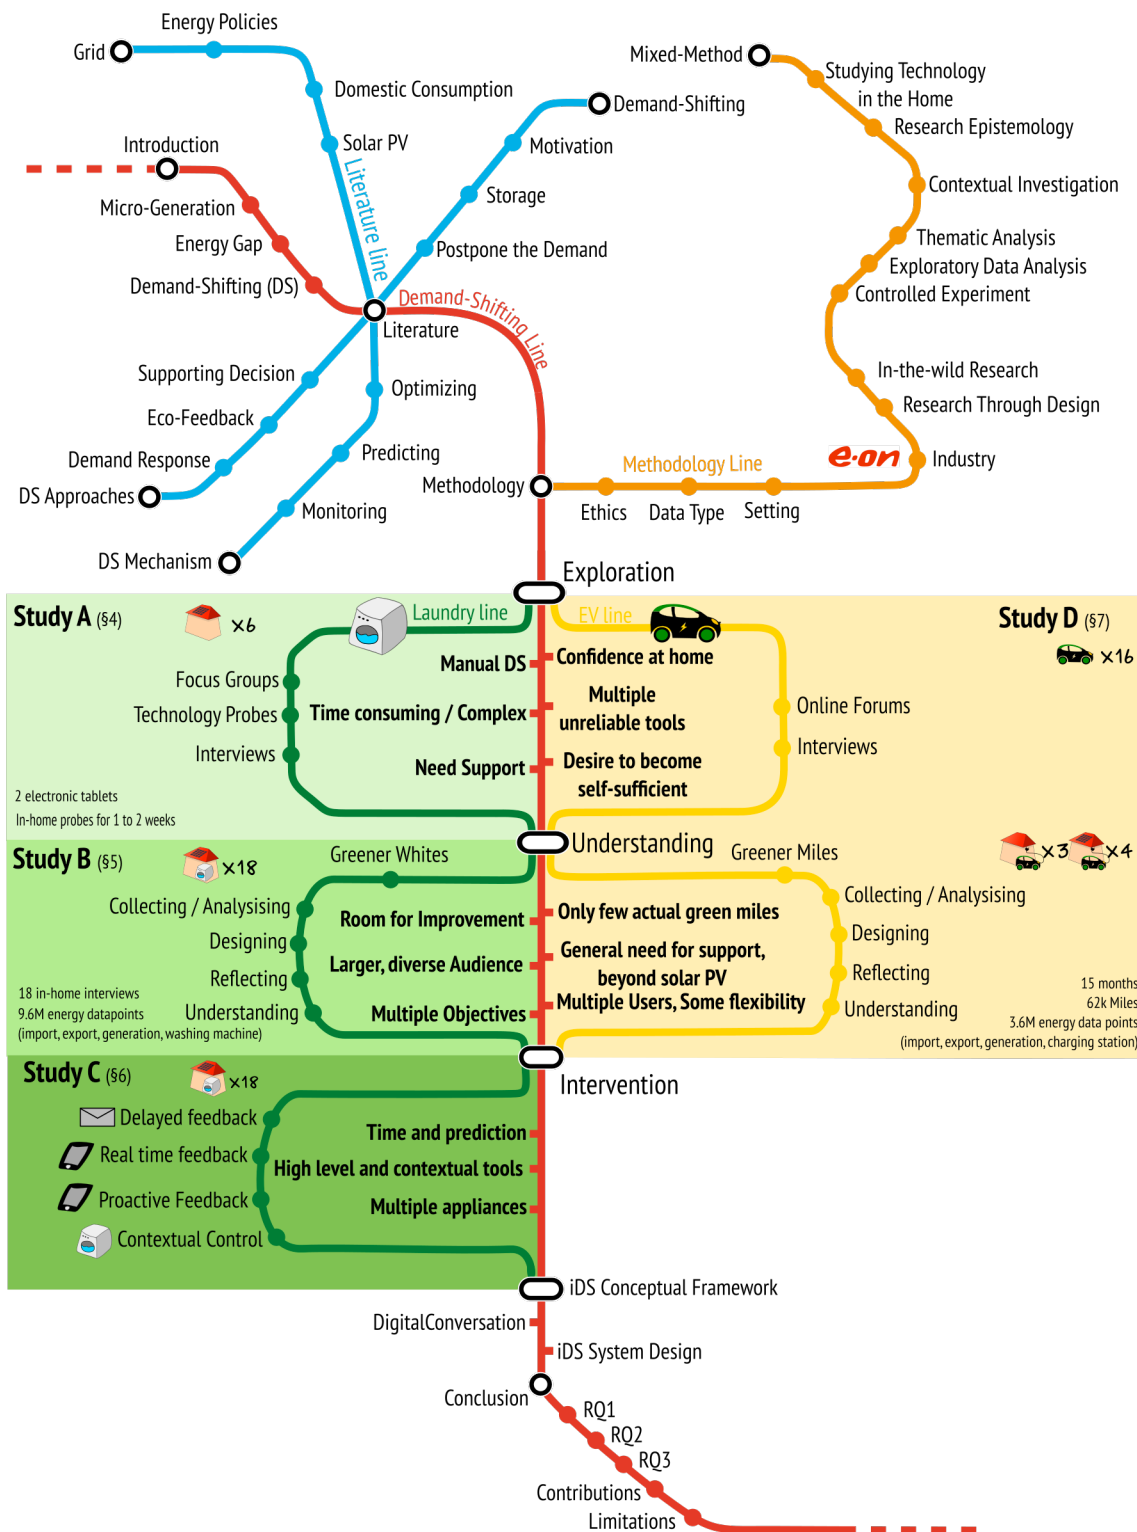 Energy Policies
Grid
Domestic Consumption
Solar PV
Literature line
Introduction
Micro-Generation
Energy Gap
Demand-Shifting (DS)
Demand-Shifting
Motivation
Storage
Postpone the Demand
Demand-Shifting Line
Literature
Supporting Decision
Eco-Feedback
Demand Response
DS Approaches
Optimizing
Predicting
Monitoring
DS Mechanism
Mixed-Method
Studying Technology
in the Home
Research Epistemology
Contextual Investigation
Thematic Analysis
Exploratory Data Analysis
Controlled Experiment
In-the-wild Research
Research Through Design
e·on
Industry
Methodology Line
Methodology
Ethics
Data Type
Setting
Exploration
Study A (§4)
x6
Laundry line
Focus Groups
Technology Probes
Interviews
2 electronic tablets
In-home probes for 1 to 2 weeks
Manual DS
Time consuming / Complex
Need Support
EV line
Study D (§7)
x16
Confidence at home
Multiple
unreliable tools
Desire to become
self-sufficient
Online Forums
Interviews
Understanding
Study B (§5)
x18
Greener Whites
Collecting / Analysising
Designing
Reflecting
Understanding
18 in-home interviews
9.6M energy datapoints
(import, export, generation, washing machine)
Room for Improvement
Larger, diverse Audience
Multiple Objectives
Greener Miles
x3
x4
Only few actual green miles
General need for support,
beyond solar PV
Multiple Users, Some flexibility
Collecting / Analysising
Designing
Reflecting
Understanding
15 months
62k Miles
3.6M energy data points
(import, export, generation, charging station)
Intervention
Study C (§6)
x18
Delayed feedback
Real time feedback
Proactive Feedback
Contextual Control
Time and prediction
High level and contextual tools
Multiple appliances
iDS Conceptual Framework
DigitalConversation
iDS System Design
Conclusion
RQ1
RQ2
RQ3
Contributions
Limitations